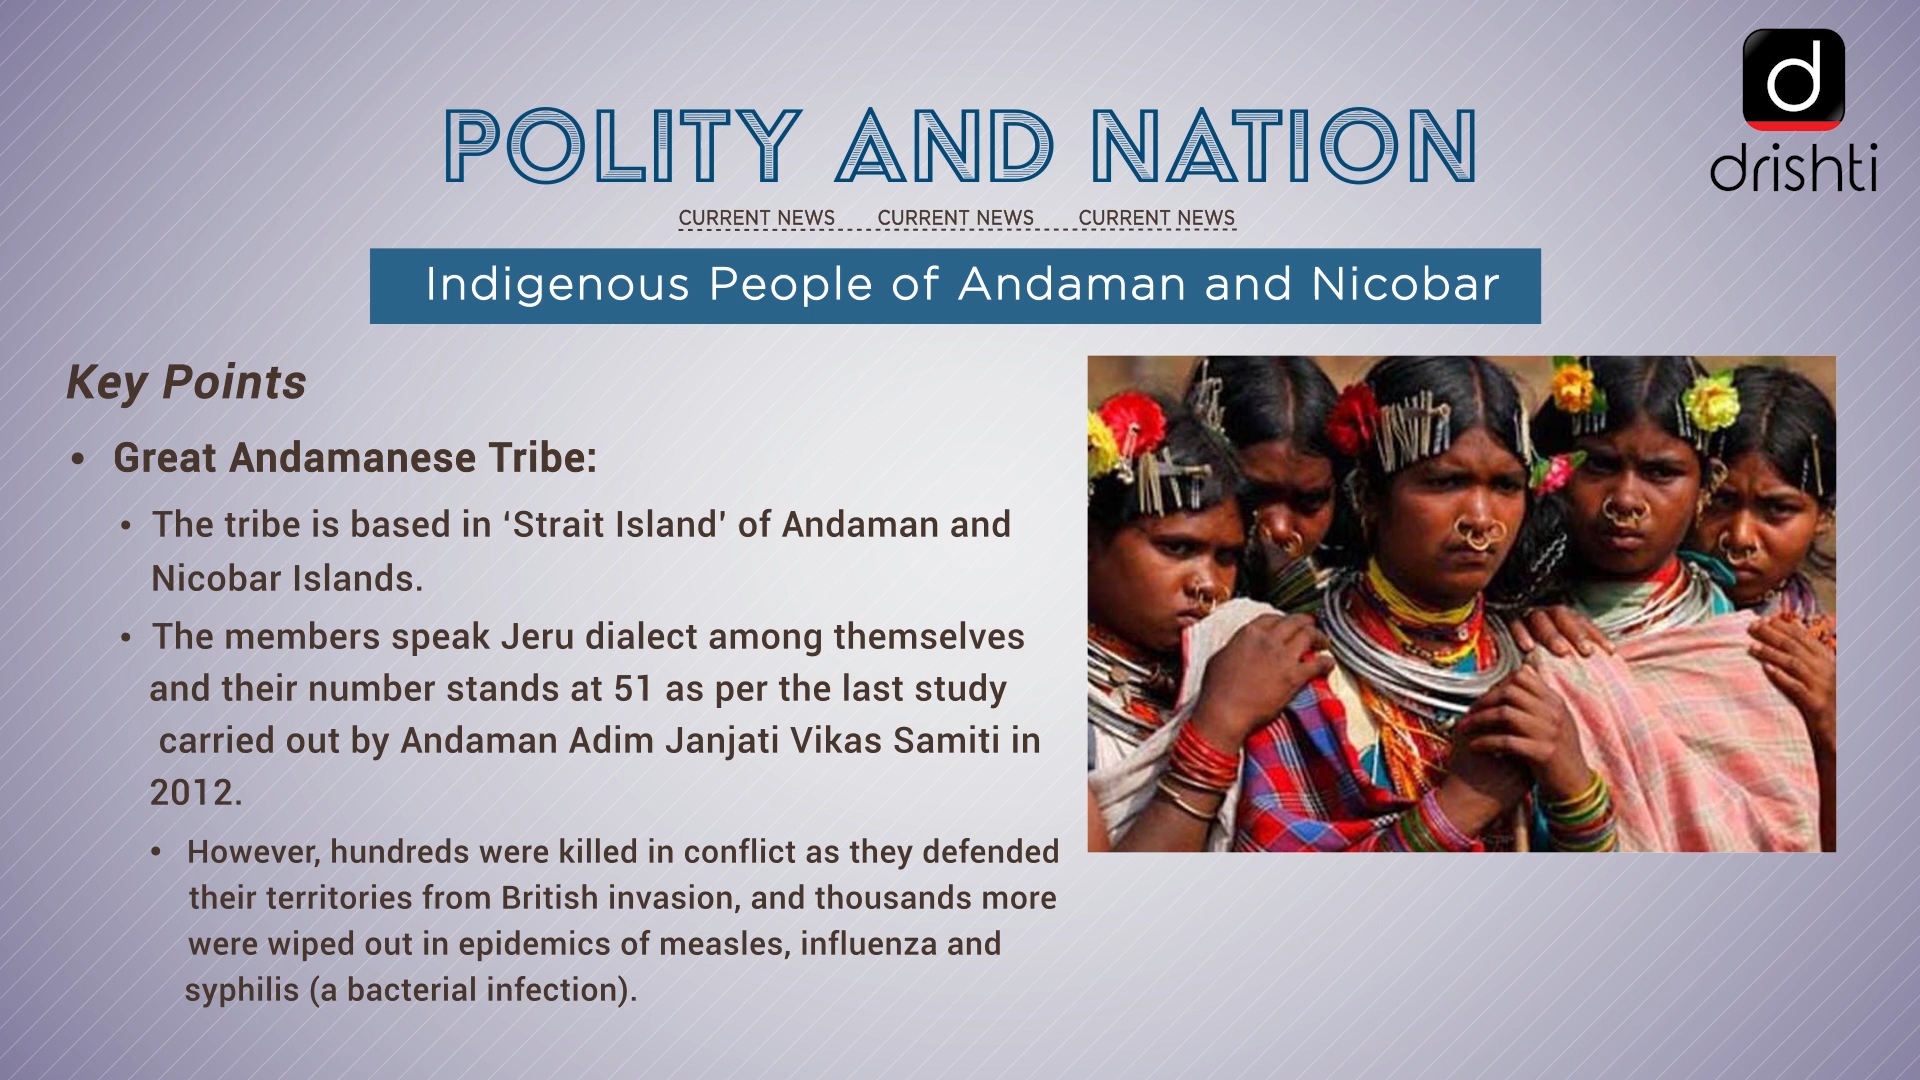 d
drishti
POLITY AND NATION
CURRENT NEWS CURRENT NEWS CURRENT NEWS
Indigenous People of Andaman and Nicobar
Key Points
• Great Andamanese Tribe:
• The tribe is based in ‘Strait Island' of Andaman and
Nicobar Islands.
• The members speak Jeru dialect among themselves
and their number stands at 51 as per the last study
carried out by Andaman Adim Janjati Vikas Samiti in
2012.
• However, hundreds were killed in conflict as they defended
their territories from British invasion, and thousands more
were wiped out in epidemics of measles, influenza and
syphilis (a bacterial infection).